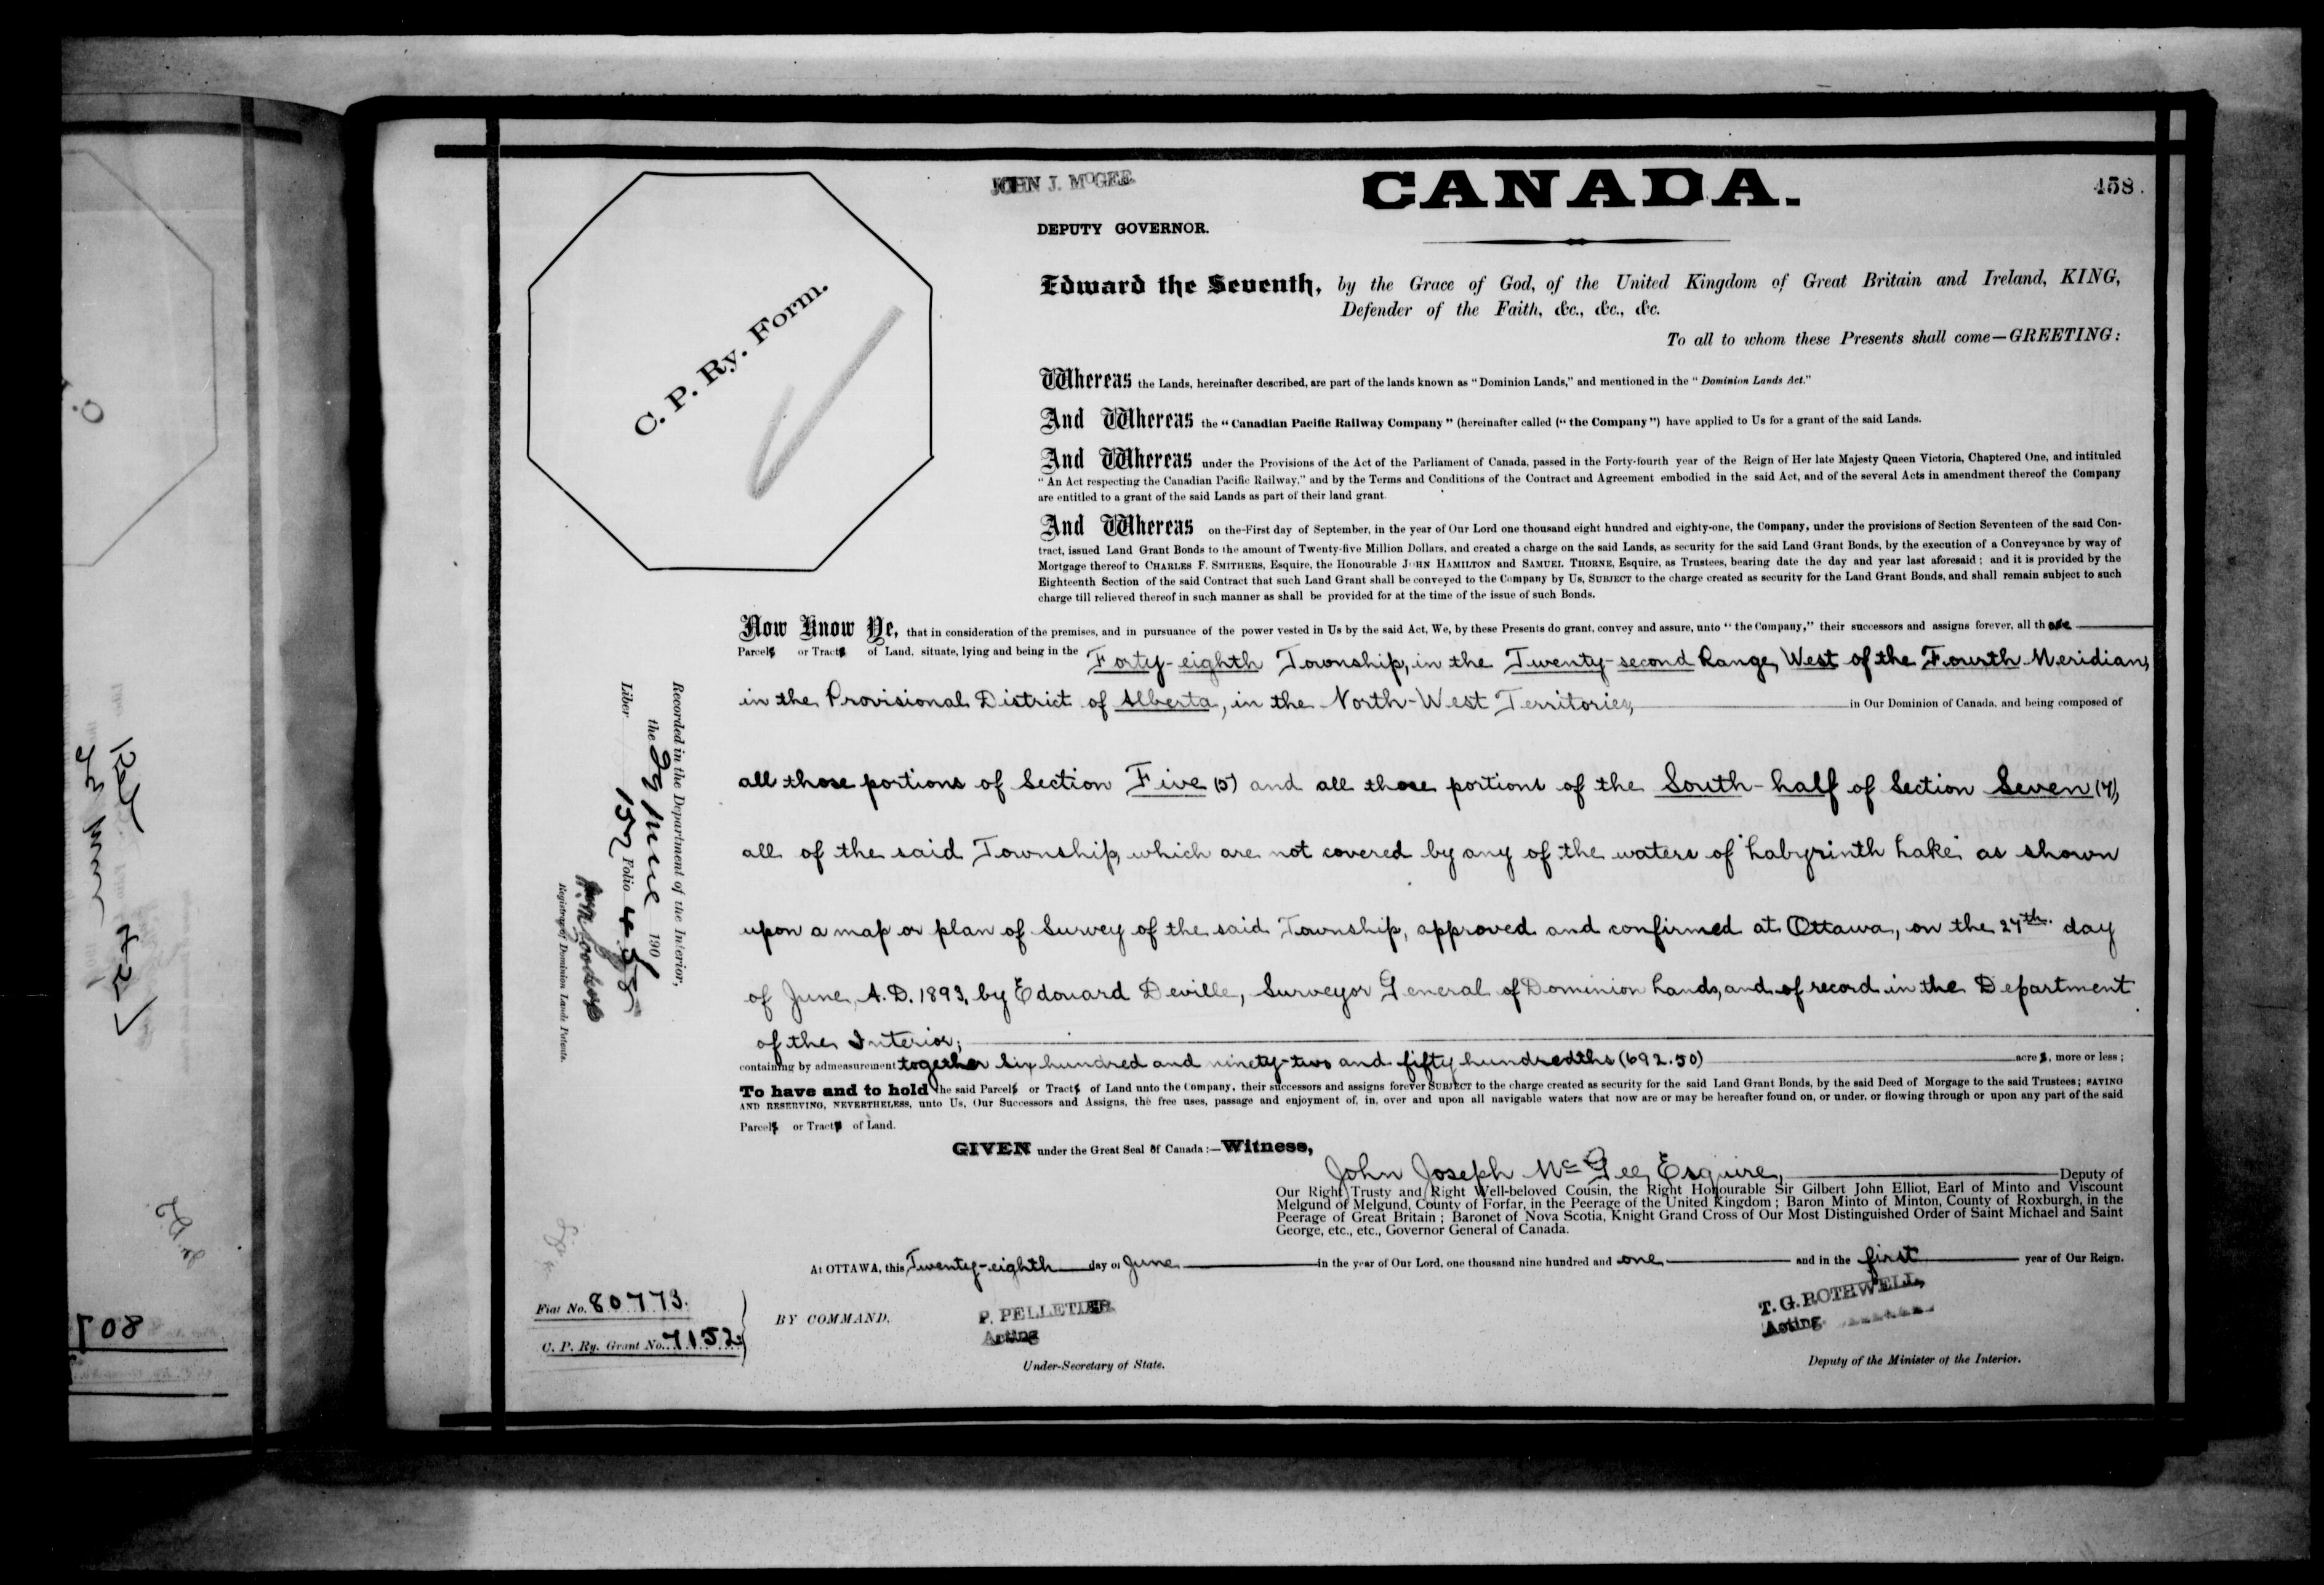 JOHN J. McGEE
CANADA.
458.
DEPUTY GOVERNOR.
C. P. Ry. Form.
Edward the Seventh, by the Grace of God, of the United Kingdom of Great Britain and Ireland, KING,
Defender of the Faith, &c., &c., &c.
To all to whom these Presents shall come—GREETING:
Whereas the Lands, hereinafter described, are part of the lands known as "Dominion Lands," and mentioned in the "Dominion Lands Act."
And Whereas the "Canadian Pacific Railway Company" (hereinafter called ("the Company") have applied to Us for a grant of the said Lands.
And Whereas under the Provisions of the Act of the Parliament of Canada, passed in the Forty-fourth year of the Reign of Her late Majesty Queen Victoria, Chaptered One, and intituled
"An Act respecting the Canadian Pacific Railway," and by the Terms and Conditions of the Contract and Agreement embodied in the said Act, and of the several Acts in amendment thereof the Company
are entitled to a grant of the said Lands as part of their land grant.
And Whereas on the First day of September, in the year of Our Lord one thousand eight hundred and eighty-one, the Company, under the provisions of Section Seventeen of the said Con-
tract, issued Land Grant Bonds to the amount of Twenty-five Million Dollars, and created a charge on the said Lands, as security for the said Land Grant Bonds, by the execution of a Conveyance by way of
Mortgage thereof to CHARLES F. SMITHERS, Esquire, the Honourable JOHN HAMILTON and SAMUEL THORNE, Esquire, as Trustees, bearing date the day and year last aforesaid; and it is provided by the
Eighteenth Section of the said Contract that such Land Grant shall be conveyed to the Company by Us, SUBJECT to the charge created as security for the Land Grant Bonds, and shall remain subject to such
charge till relieved thereof in such manner as shall be provided for at the time of the issue of such Bonds.
Now Know Ye, that in consideration of the premises, and in pursuance of the power vested in Us by the said Act, We, by these Presents do grant, convey and assure, unto "the Company," their successors and assigns forever, all those
Parcels or Tracts of Land, situate, lying and being in the Forty-eighth Township, in the Twenty-second Range, West of the Fourth Meridian,
in the Provisional District of Alberta, in the North-West Territories, in Our Dominion of Canada, and being composed of
all those portions of Section Five (5) and all those portions of the South-half of Section Seven (7),
all of the said Township, which are not covered by any of the waters of Labyrinth Lake, as shown
upon a map or plan of Survey of the said Township, approved and confirmed at Ottawa, on the 27th. day
of June, A.D. 1893, by Edouard Deville, Surveyor General of Dominion Lands, and of record in the Department
of the Interior;
containing by admeasurement together six hundred and ninety-two and fifty hundredths (692.50) acres, more or less;
To have and to hold the said Parcels or Tracts of Land unto the Company, their successors and assigns forever SUBJECT to the charge created as security for the said Land Grant Bonds, by the said Deed of Morgage to the said Trustees; SAVING
AND RESERVING, NEVERTHELESS, unto Us, Our Successors and Assigns, the free uses, passage and enjoyment of, in, over and upon all navigable waters that now are or may be hereafter found on, or under, or flowing through or upon any part of the said
Parcels or Tracts of Land.
GIVEN under the Great Seal of Canada:—Witness,
John Joseph McGee, Esquire, Deputy of
Our Right Trusty and Right Well-beloved Cousin, the Right Honourable Sir Gilbert John Elliot, Earl of Minto and Viscount
Melgund of Melgund, County of Forfar, in the Peerage of the United Kingdom; Baron Minto of Minton, County of Roxburgh, in the
Peerage of Great Britain; Baronet of Nova Scotia, Knight Grand Cross of Our Most Distinguished Order of Saint Michael and Saint
George, etc., etc., Governor General of Canada.
At OTTAWA, this Twenty-eighth day of June in the year of Our Lord, one thousand nine hundred and one and in the first year of Our Reign.
BY COMMAND,
P. PELLETIER
Acting
Under-Secretary of State.
T. G. ROTHWELL,
Acting
Deputy of the Minister of the Interior.
Recorded in the Department of the Interior,
the 29 June 190
Liber 157 Folio 458
Registrar of Dominion Lands Patents.
Fiat No. 80773.
C. P. Ry. Grant No. 7152